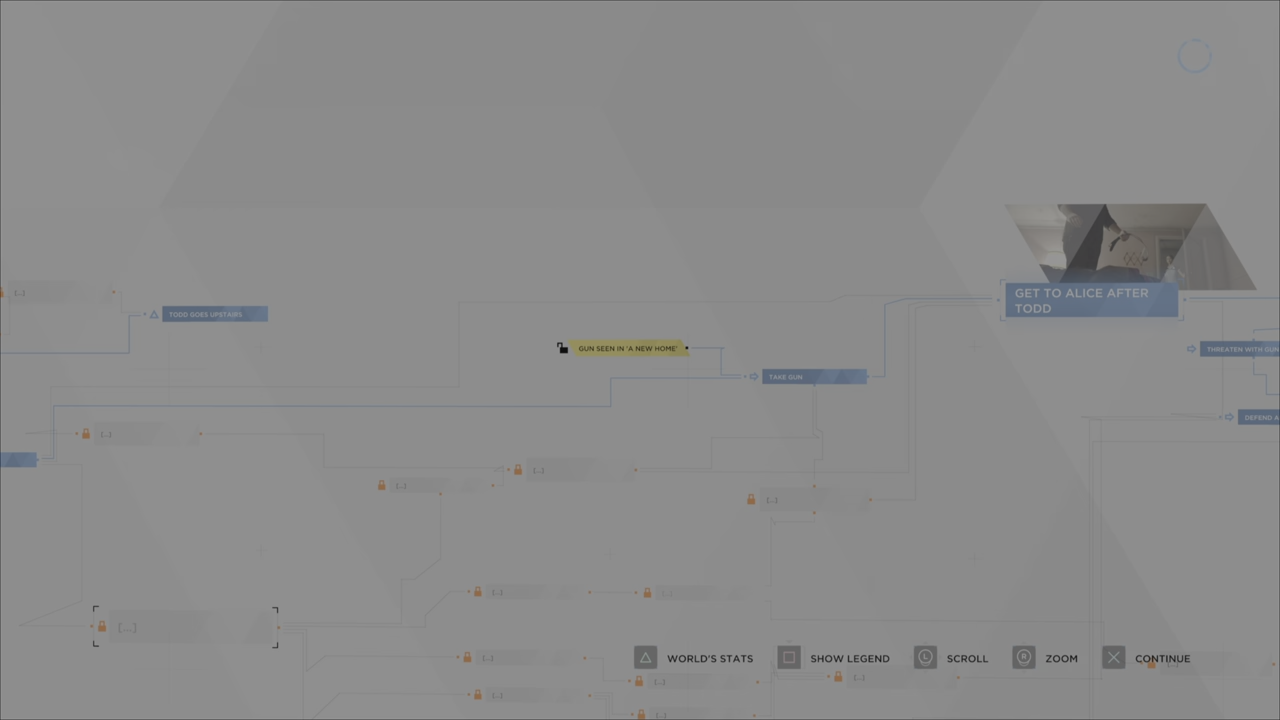 GET TO ALICE AFTER
TODD
[...]
TODD GOES UPSTAIRS
GUN SEEN IN 'A NEW HOME'
THREATEN WITH GUN
TAKE GUN
DEFEND A
[...]
[...]
[...]
[...]
[...]
[...]
[...]
[...]
[...]
[...]
[...]
[...]
[...]
WORLD'S STATS
SHOW LEGEND
L
SCROLL
R
ZOOM
CONTINUE